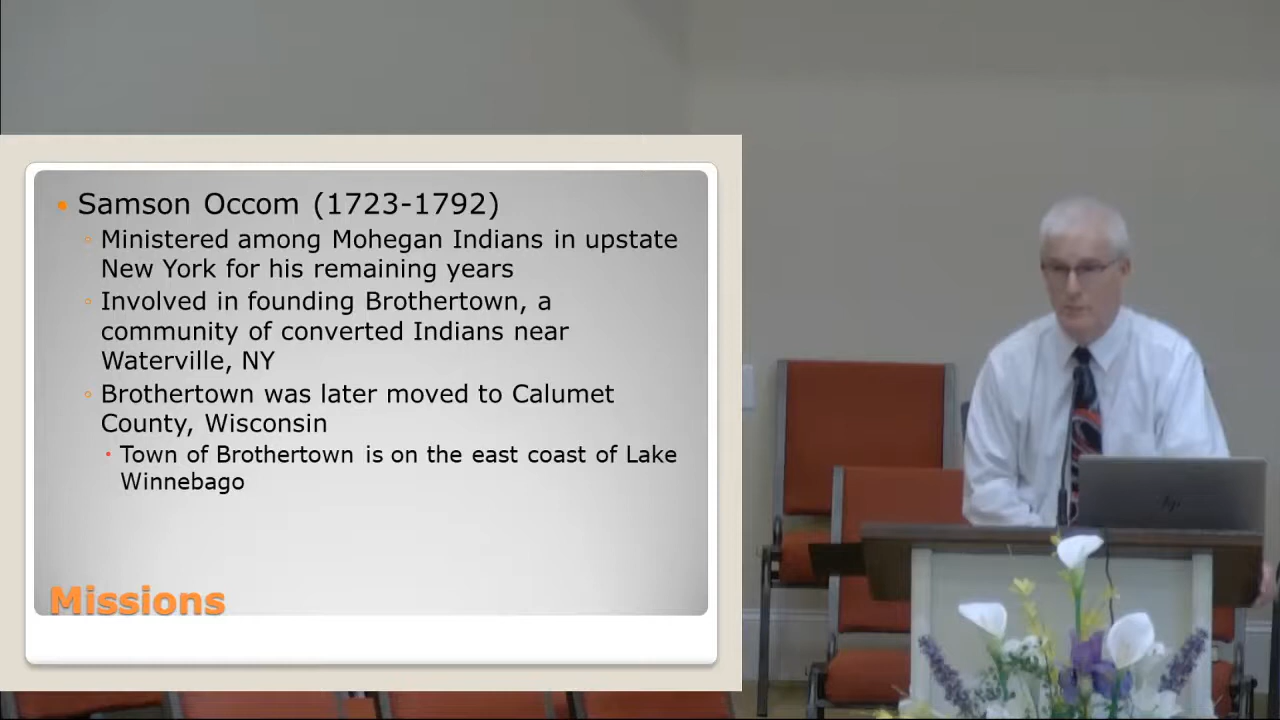 Samson Occom (1723-1792)
Ministered among Mohegan Indians in upstate
New York for his remaining years
Involved in founding Brothertown, a
community of converted Indians near
Waterville, NY
Brothertown was later moved to Calumet
County, Wisconsin
Town of Brothertown is on the east coast of Lake
Winnebago
Missions
hp